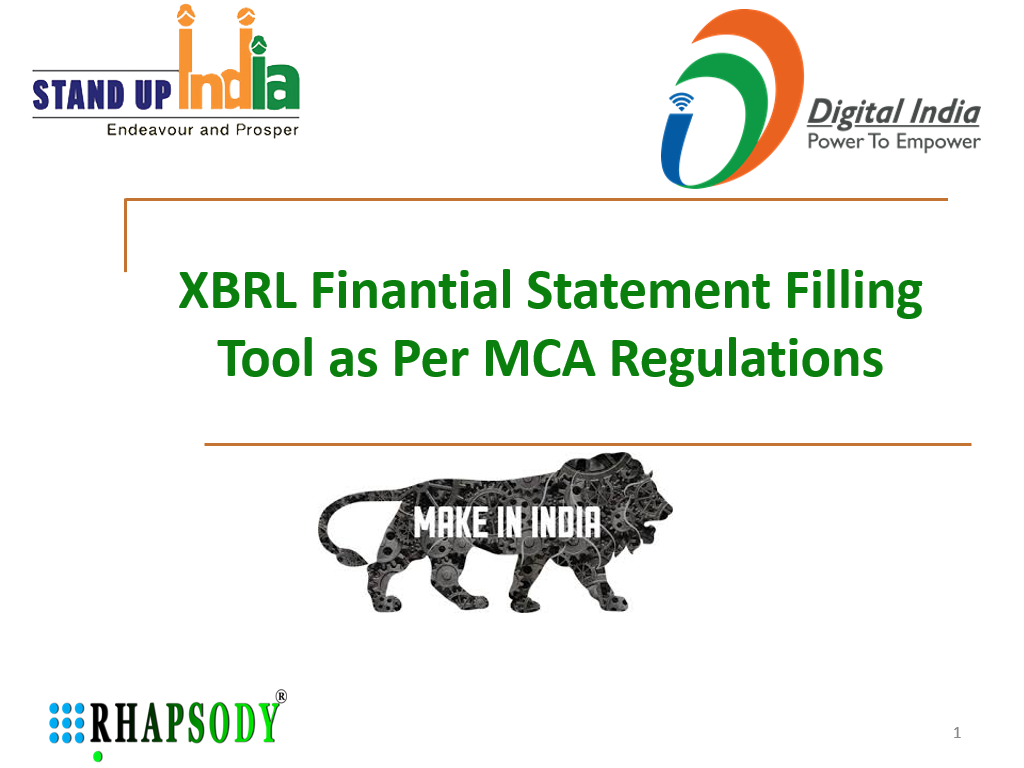 STAND UP India
Endeavour and Prosper
Digital India
Power To Empower
XBRL Finantial Statement Filling
Tool as Per MCA Regulations
MAKE IN INDIA
RHAPSODY®
1